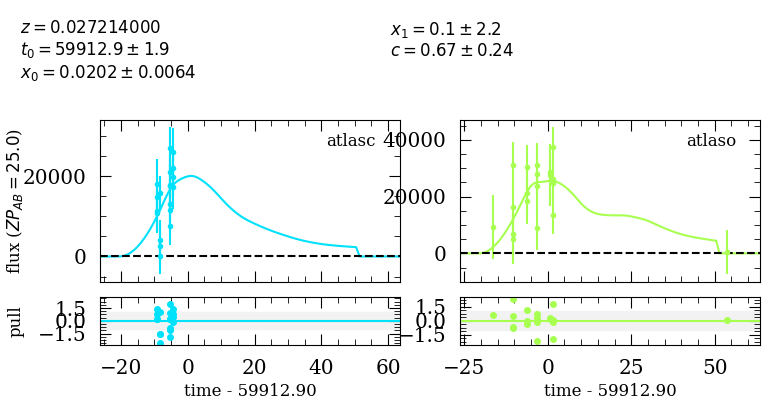 z = 0.027214000
t0 = 59912.9 ± 1.9
x0 = 0.0202 ± 0.0064
x1 = 0.1 ± 2.2
c = 0.67 ± 0.24
flux (ZPAB = 25.0)
20000
0
atlasc
40000
20000
0
atlaso
pull
1.5
0.0
−1.5
1.5
0.0
−1.5
−20 0 20 40 60
−25 0 25 50
time - 59912.90
time - 59912.90